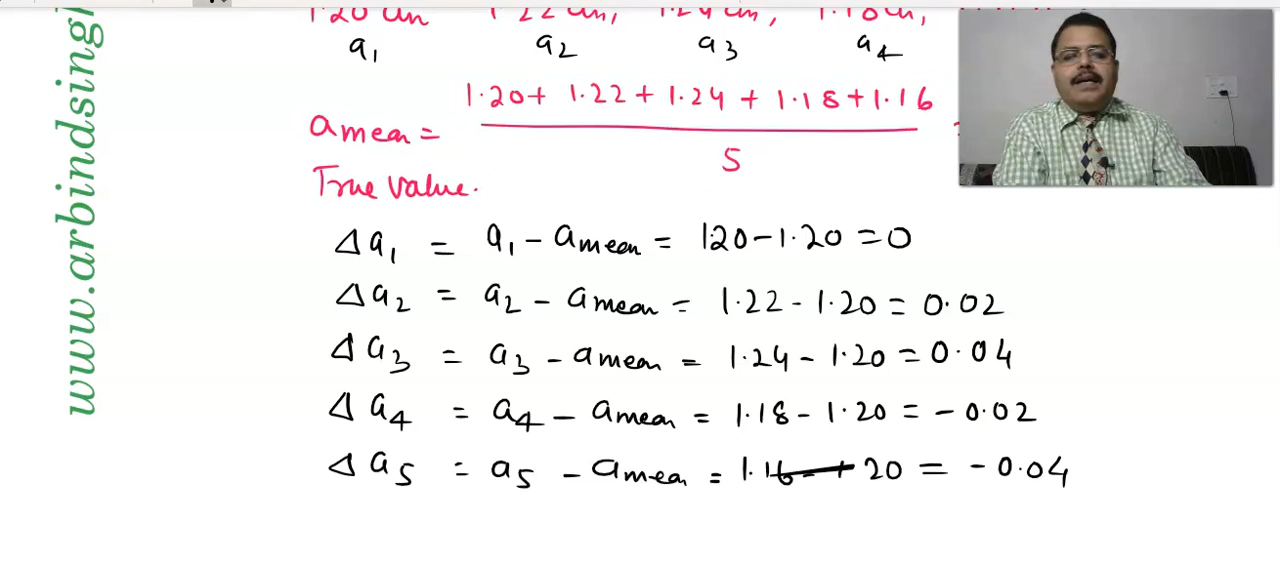 1.20 cm 1.22 cm, 1.24 cm, 1.18 cm,
a1 a2 a3 a4
1.20+ 1.22 + 1.24 + 1.18 + 1.16
amean =
5
True value.
Δa1 = a1 - amean = 1.20 - 1.20 = 0
Δa2 = a2 - amean = 1.22 - 1.20 = 0.02
Δa3 = a3 - amean = 1.24 - 1.20 = 0.04
Δa4 = a4 - amean = 1.18 - 1.20 = - 0.02
Δa5 = a5 - amean = 1.16 - 1 20 = - 0.04
www.arbindsingh